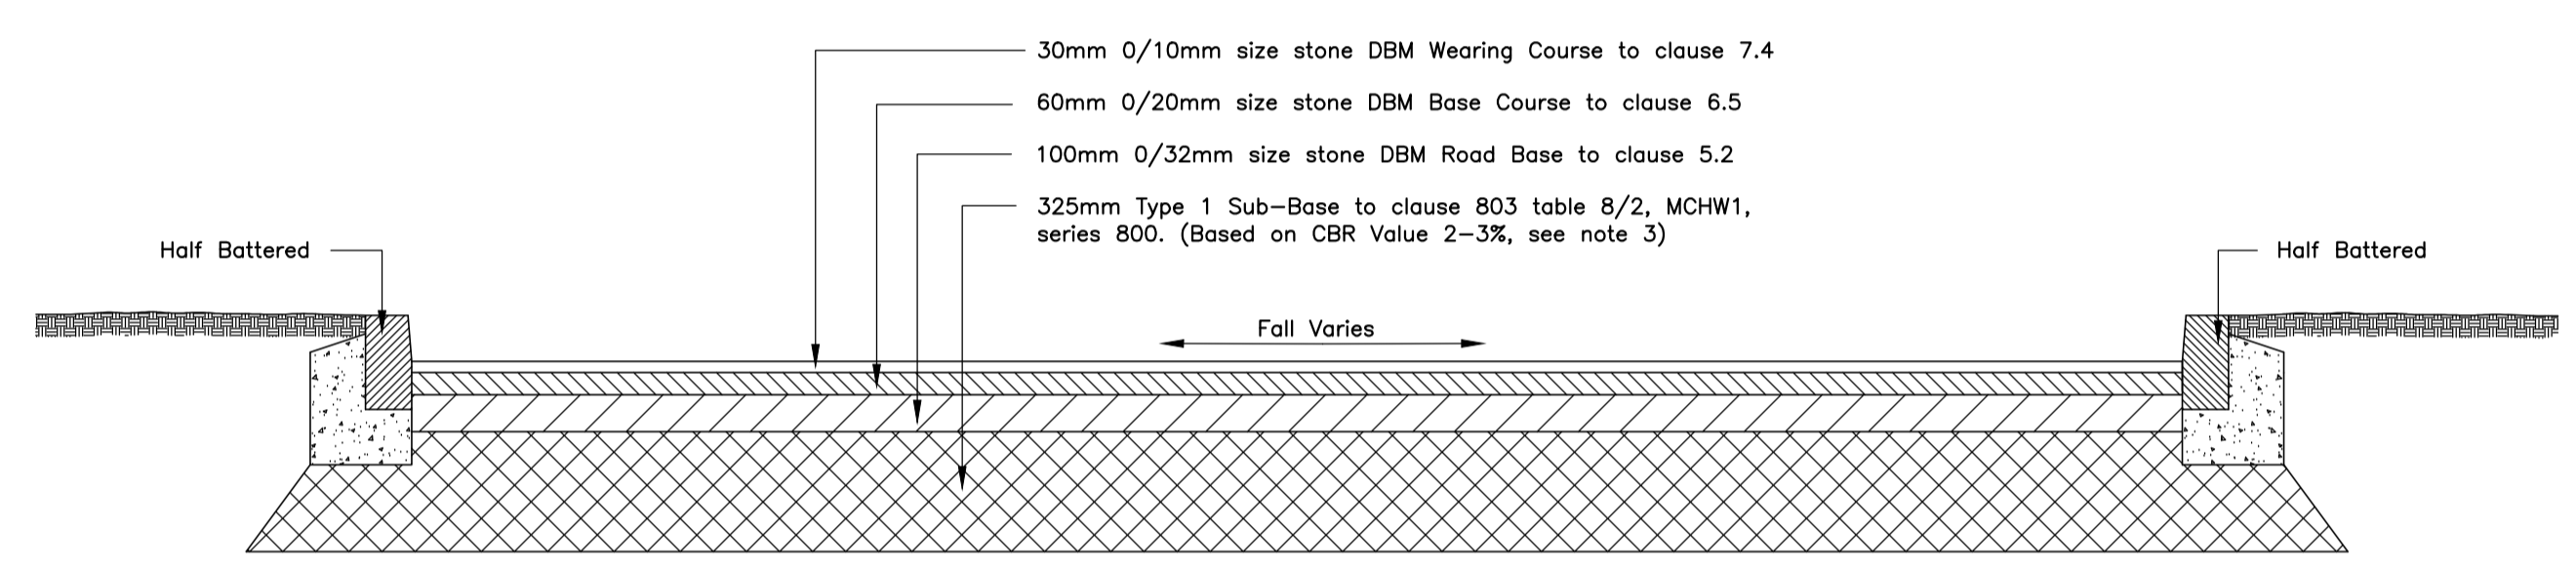 30mm 0/10mm size stone DBM Wearing Course to clause 7.4
60mm 0/20mm size stone DBM Base Course to clause 6.5
100mm 0/32mm size stone DBM Road Base to clause 5.2
325mm Type 1 Sub-Base to clause 803 table 8/2, MCHW1,
series 800. (Based on CBR Value 2-3%, see note 3)
Half Battered
Half Battered
Fall Varies